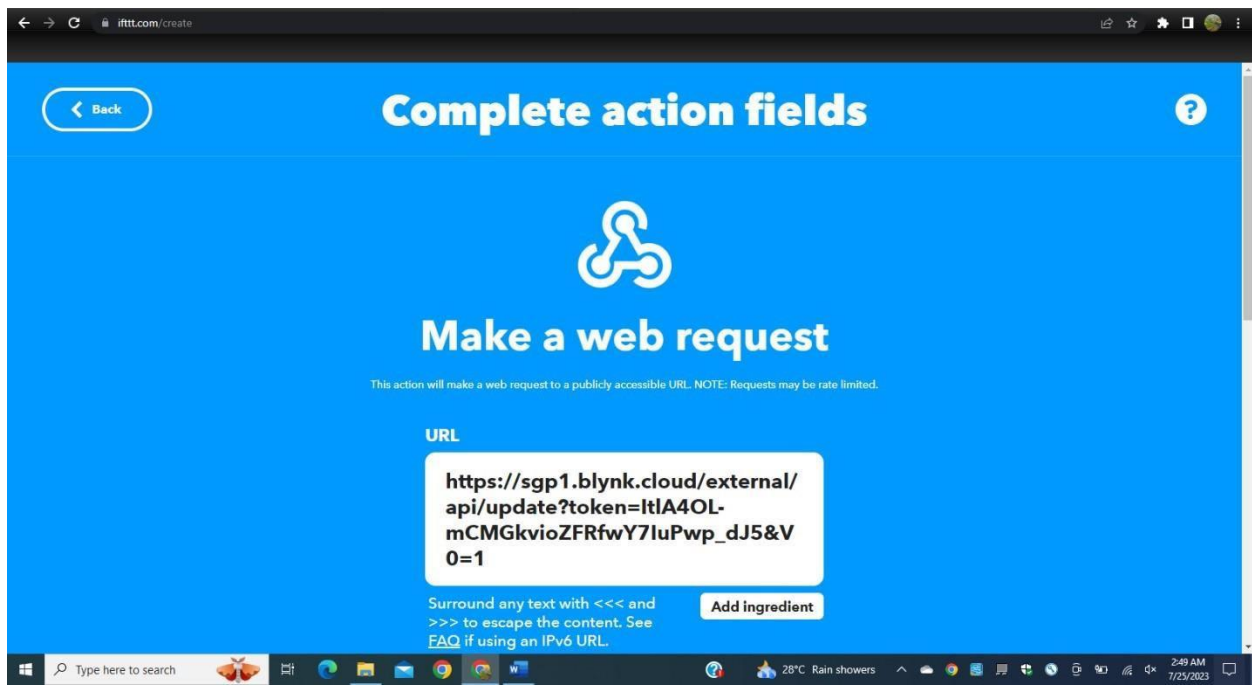 ifttt.com/create
Back
Complete action fields
?
Make a web request
This action will make a web request to a publicly accessible URL. NOTE: Requests may be rate limited.
URL
https://sgp1.blynk.cloud/external/
api/update?token=ItlA4OL-
mCMGkvioZFRfwY7IuPwp_dJ5&V
0=1
Surround any text with <<< and
>>> to escape the content. See
FAQ if using an IPv6 URL.
Add ingredient
Type here to search
28°C Rain showers
2:49 AM
7/25/2023